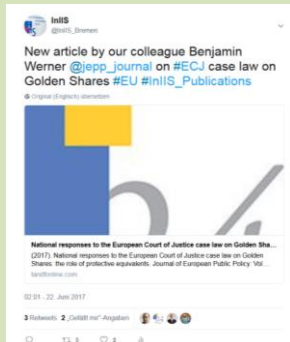 InIIS
@InIIS_Bremen
New article by our colleague Benjamin
Werner @jepp_journal on #ECJ case law on
Golden Shares #EU #InIIS_Publications
Original (Englisch) übersetzen
National responses to the European Court of Justice case law on Golden Sha...
(2017). National responses to the European Court of Justice case law on Golden
Shares: the role of protective equivalents. Journal of European Public Policy: Vol...
tandfonline.com
02:01 - 22. Juni 2017
3 Retweets 2 „Gefällt mir“-Angaben
3 2